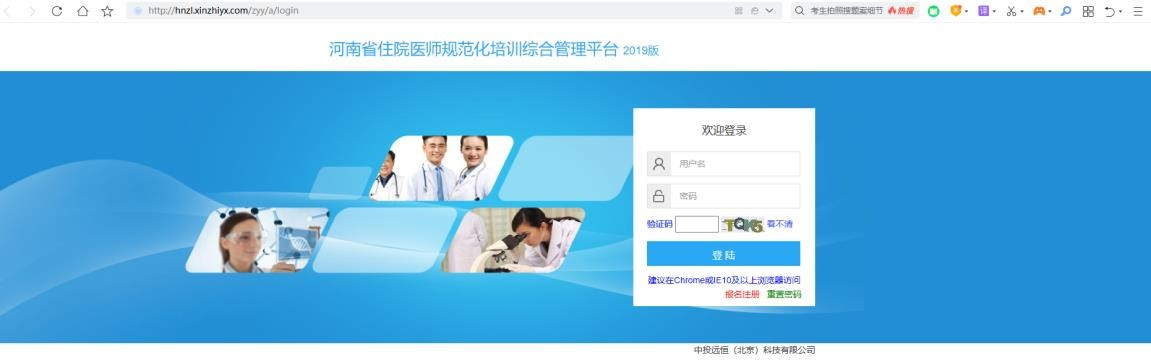 http://hnzl.xinzhiyx.com/zyy/a/login 考生拍照搜题案细节 热搜
河南省住院医师规范化培训综合管理平台 2019版
欢迎登录
用户名
密码
验证码 看不清
登 陆
建议在Chrome或IE10及以上浏览器访问
报名注册 重置密码
中投远恒（北京）科技有限公司